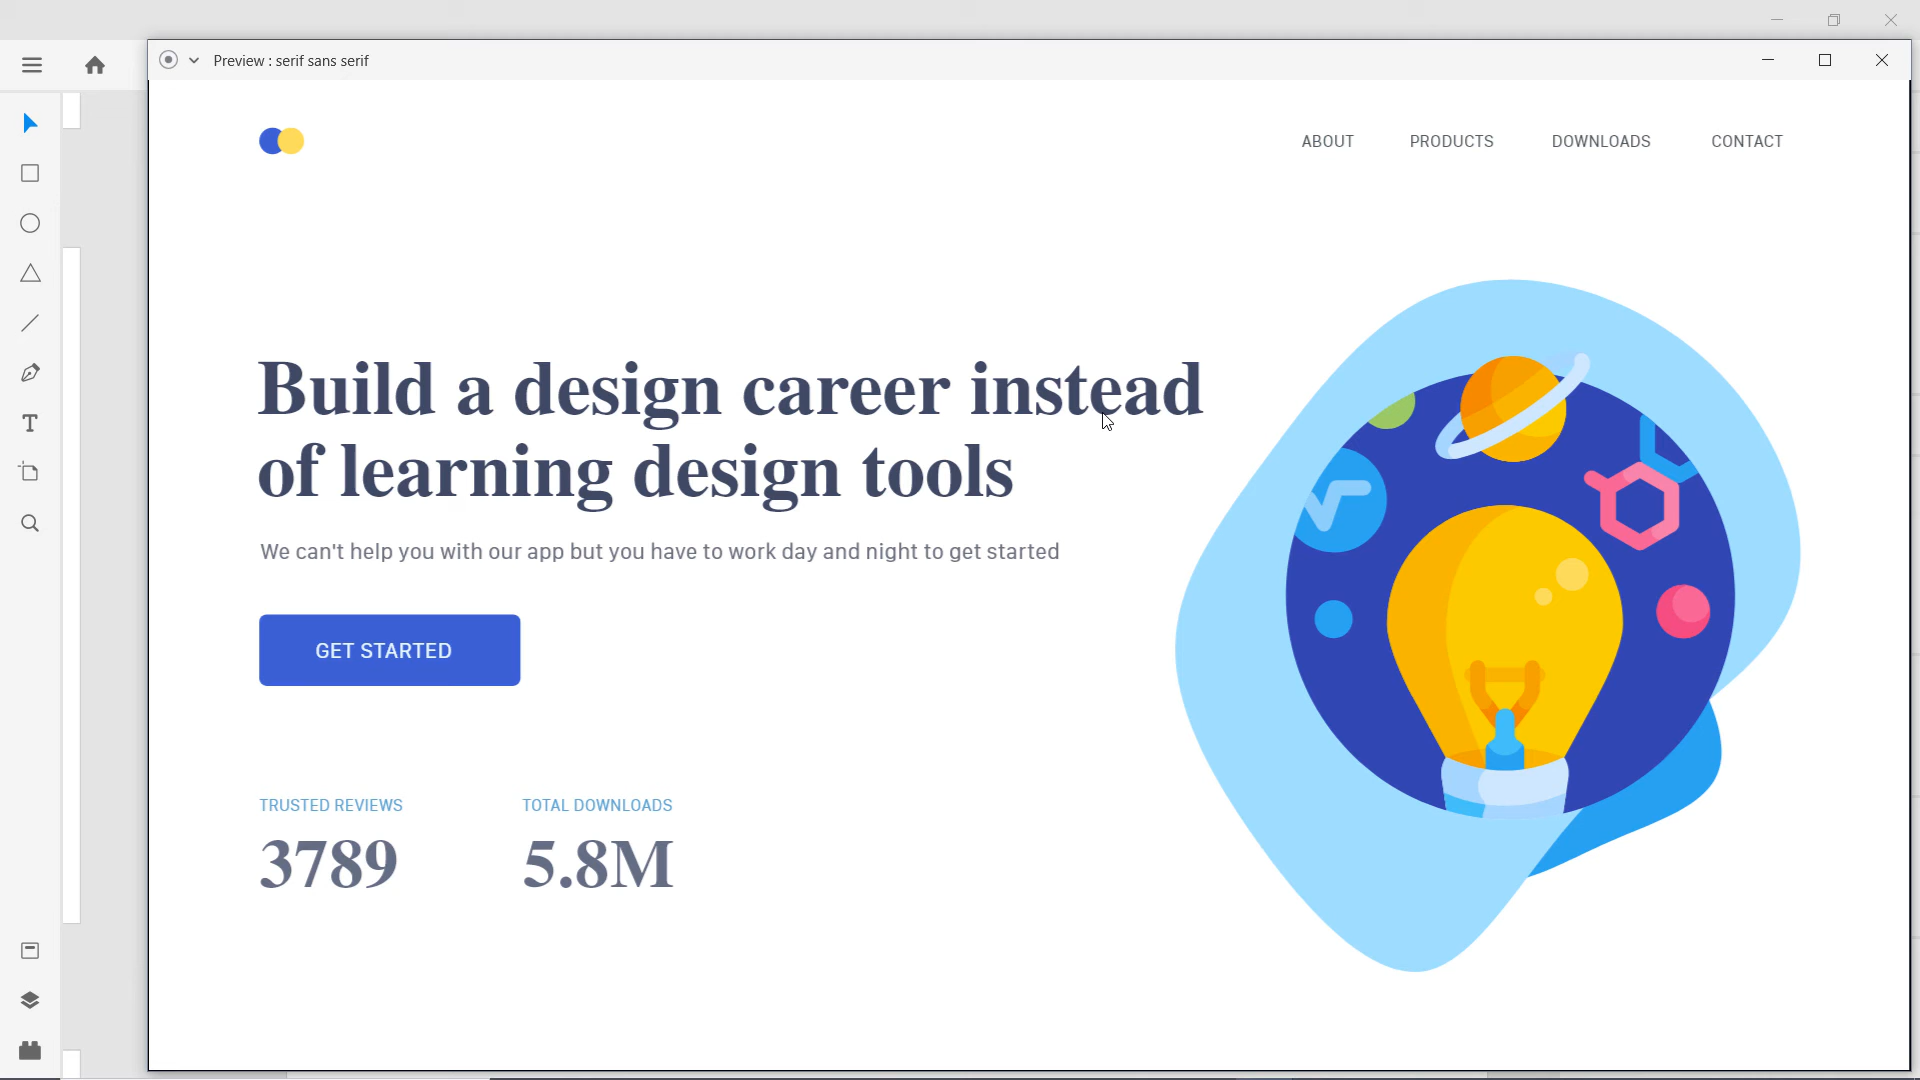 Preview : serif sans serif
ABOUT PRODUCTS DOWNLOADS CONTACT
Build a design career instead
of learning design tools
We can't help you with our app but you have to work day and night to get started
GET STARTED
TRUSTED REVIEWS TOTAL DOWNLOADS
3789 5.8M